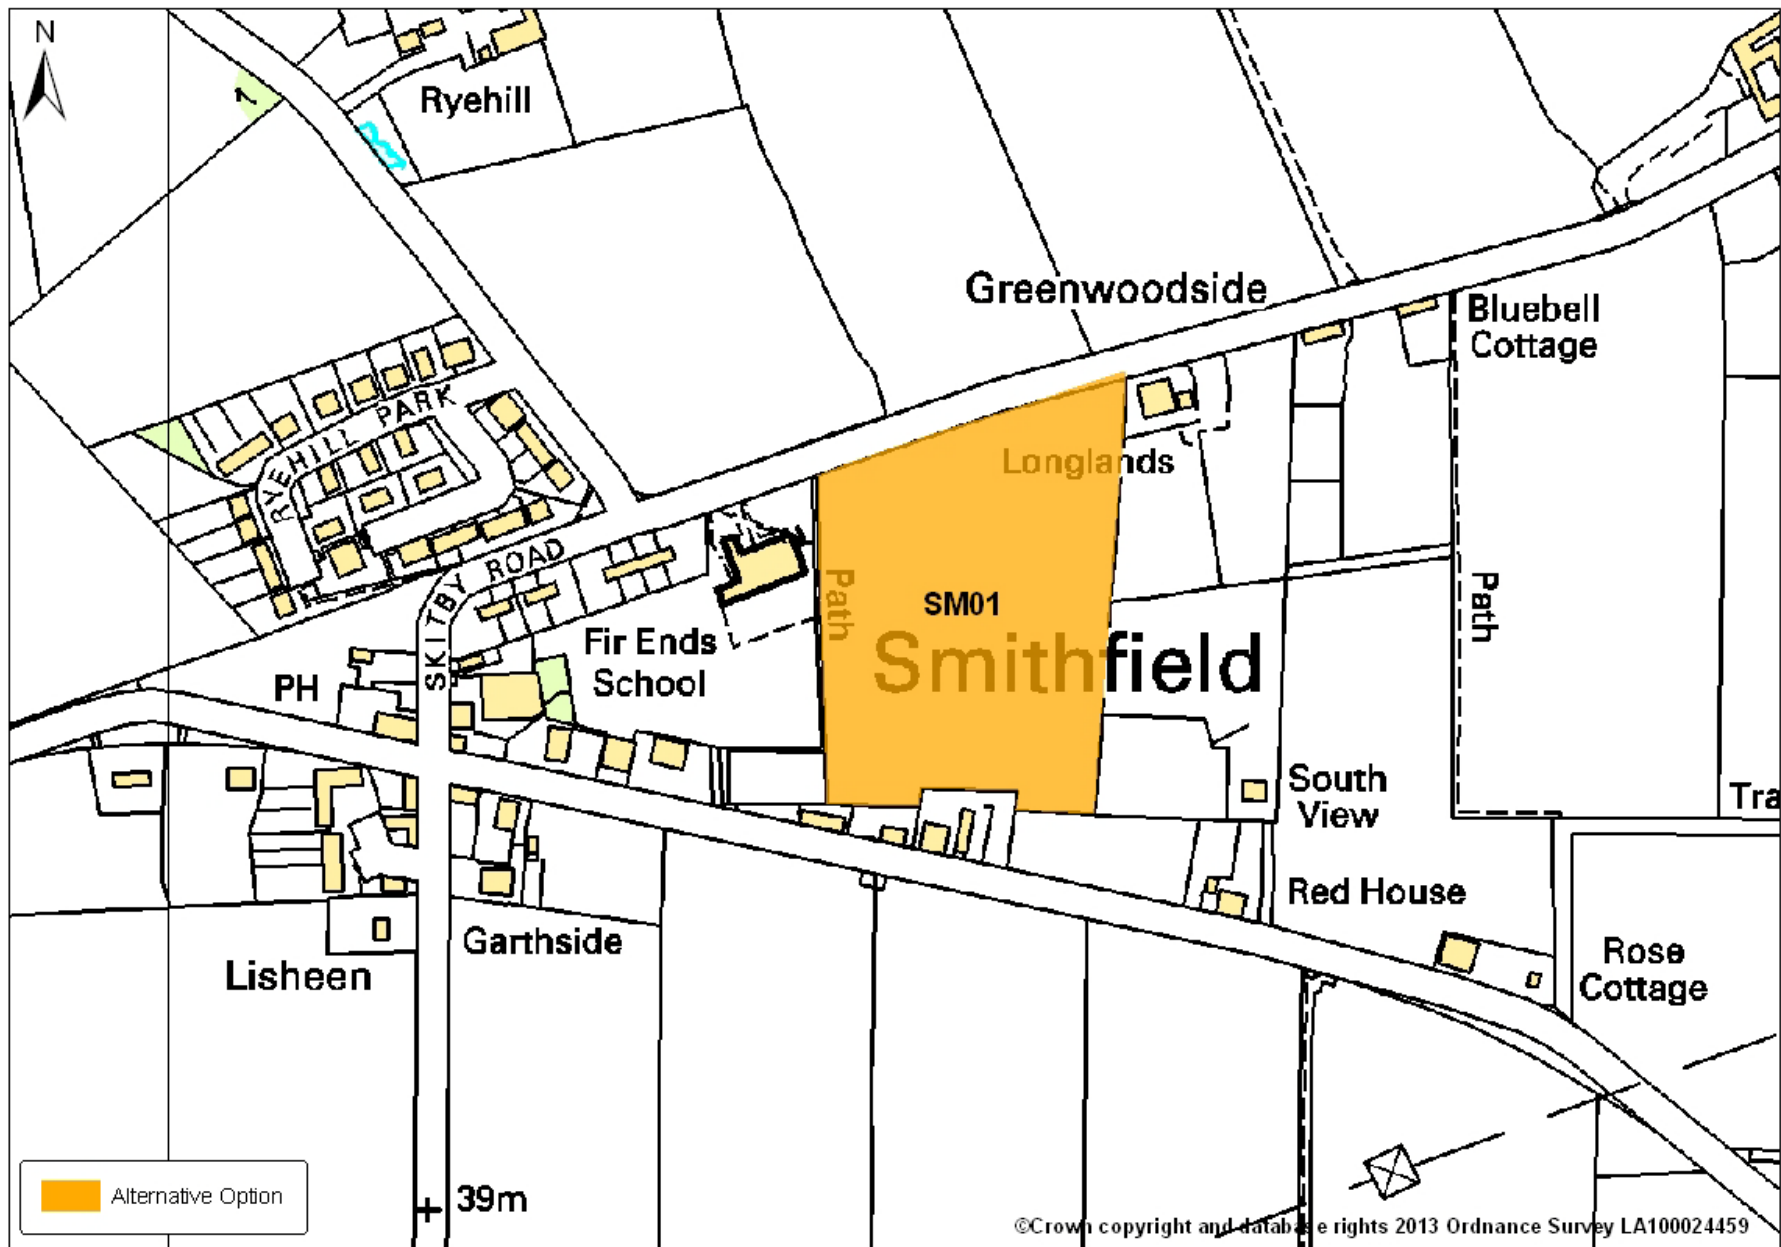 N
7
Ryehill
Greenwoodside
Bluebell
Cottage
RYEHILL PARK
Longlands
SKITBY ROAD
Path
SM01
Path
Smithfield
Fir Ends
School
PH
South
View
Tra
Red House
Garthside
Lisheen
Rose
Cottage
Alternative Option
39m
©Crown copyright and database rights 2013 Ordnance Survey LA100024459